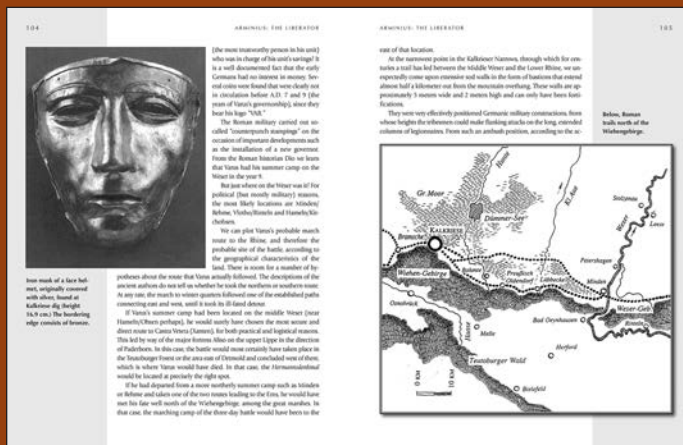 104
ARMINIUS: THE LIBERATOR
(the most trustworthy person in his unit)
who was in charge of his unit's savings? It
is a well documented fact that the early
Germans had no interest in money. Sev-
eral coins were found that were clearly not
in circulation before A.D. 7 and 9 (the
years of Varus's governorship), since they
bear his logo "VAR."
The Roman military carried out so-
called "counterpunch stampings" on the
occasion of important developments such
as the installation of a new governor.
From the Roman historian Dio we learn
that Varus had his summer camp on the
Weser in the year 9.
But just where on the Weser was it? For
political (but mostly military) reasons,
the most likely locations are Minden/
Rehme, Vlotho/Rinteln and Hameln/Kir-
chohsen.
We can plot Varus's probable march
route to the Rhine, and therefore the
probable site of the battle, according to
the geographical characteristics of the
land. There is room for a number of hy-
potheses about the route that Varus actually followed. The descriptions of the
ancient authors do not tell us whether he took the northern or southern route.
At any rate, the march to winter quarters followed one of the established paths
connecting east and west, until it took its ill-fated detour.
If Varus's summer camp had been located on the middle Weser (near
Hameln/Ohsen perhaps), he would surely have chosen the most secure and
direct route to Castra Vetera (Xanten), for both practical and logistical reasons.
This led by way of the major fortress Aliso on the upper Lippe in the direction
of Paderborn. In this case, the battle would most certainly have taken place in
the Teutoburger Forest or the area east of Detmold and concluded west of there,
which is where Varus would have died. In that case, the Hermannsdenkmal
would be located at precisely the right spot.
If he had departed from a more northerly summer camp such as Minden
or Rehme and taken one of the two routes leading to the Ems, he would have
met his fate well north of the Wiehengebirge, among the great marshes. In
that case, the marching camp of the three-day battle would have been to the
Iron mask of a face hel-
met, originally covered
with silver, found at
Kalkriese dig (height
16.9 cm.) The bordering
edge consists of bronze.
ARMINIUS: THE LIBERATOR
105
east of that location.
At the narrowest point in the Kalkrieser Narrows, through which for cen-
turies a trail has led between the Middle Weser and the Lower Rhine, we un-
expectedly come upon extensive sod walls in the form of bastions that extend
almost half a kilometer out from the mountain overhang. These walls are ap-
proximately 5 meters wide and 2 meters high and can only have been forti-
fications.
They were very effectively positioned Germanic military constructions, from
whose heights the tribesmen could make flanking attacks on the long, extended
columns of legionnaires. From such an ambush position, according to the ac-
Below, Roman
trails north of the
Wiehengebirge.
Hunte
Gr. Moor
Kl. Aue
Stolzenau
Weser
Dümmer-See
Leese
KALKRIESE
Bramsche
Petershagen
Wiehen-Gebirge
Bohmte
Preußisch
Oldendorf
Lübbecke
Minden
Osnabrück
Weser-Geb
Bad Oeynhausen
Rinteln
Melle
Hase
Herford
Teutoburger Wald
Bielefeld
0 KM
10 KM